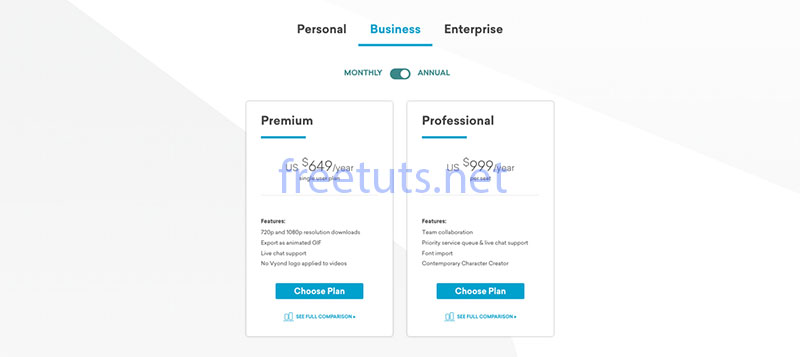 Personal Business Enterprise
MONTHLY ANNUAL
Premium
US $649/year
single user plan
Features:
720p and 1080p resolution downloads
Export as animated GIF
Live chat support
No Vyond logo applied to videos
Choose Plan
SEE FULL COMPARISON
Professional
US $999/year
per seat
Features:
Team collaboration
Priority service queue & live chat support
Font import
Contemporary Character Creator
Choose Plan
SEE FULL COMPARISON
freetuts.net